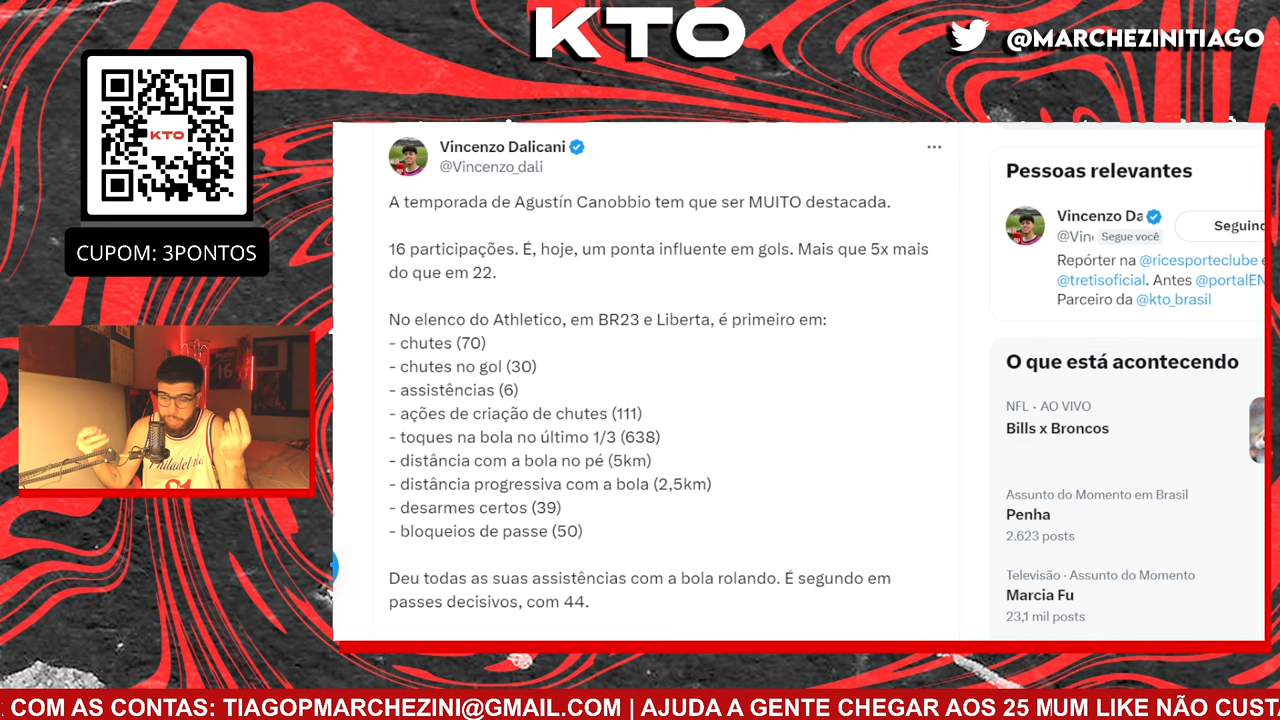 KTO
@MARCHEZINITIAGO
KTO
CUPOM: 3PONTOS
Vincenzo Dalicani
@Vincenzo_dali
A temporada de Agustín Canobbio tem que ser MUITO destacada.
16 participações. É, hoje, um ponta influente em gols. Mais que 5x mais
do que em 22.
No elenco do Athletico, em BR23 e Liberta, é primeiro em:
- chutes (70)
- chutes no gol (30)
- assistências (6)
- ações de criação de chutes (111)
- toques na bola no último 1/3 (638)
- distância com a bola no pé (5km)
- distância progressiva com a bola (2,5km)
- desarmes certos (39)
- bloqueios de passe (50)
Deu todas as suas assistências com a bola rolando. É segundo em
passes decisivos, com 44.
Pessoas relevantes
Vincenzo Da
@Vin Segue você
Seguind
Repórter na @ricesporteclube e
@tretisoficial. Antes @portalEN
Parceiro da @kto_brasil
O que está acontecendo
NFL · AO VIVO
Bills x Broncos
Assunto do Momento em Brasil
Penha
2.623 posts
Televisão · Assunto do Momento
Marcia Fu
23,1 mil posts
Philadel
COM AS CONTAS: TIAGOPMARCHEZINI@GMAIL.COM | AJUDA A GENTE CHEGAR AOS 25 MUM LIKE NÃO CUST